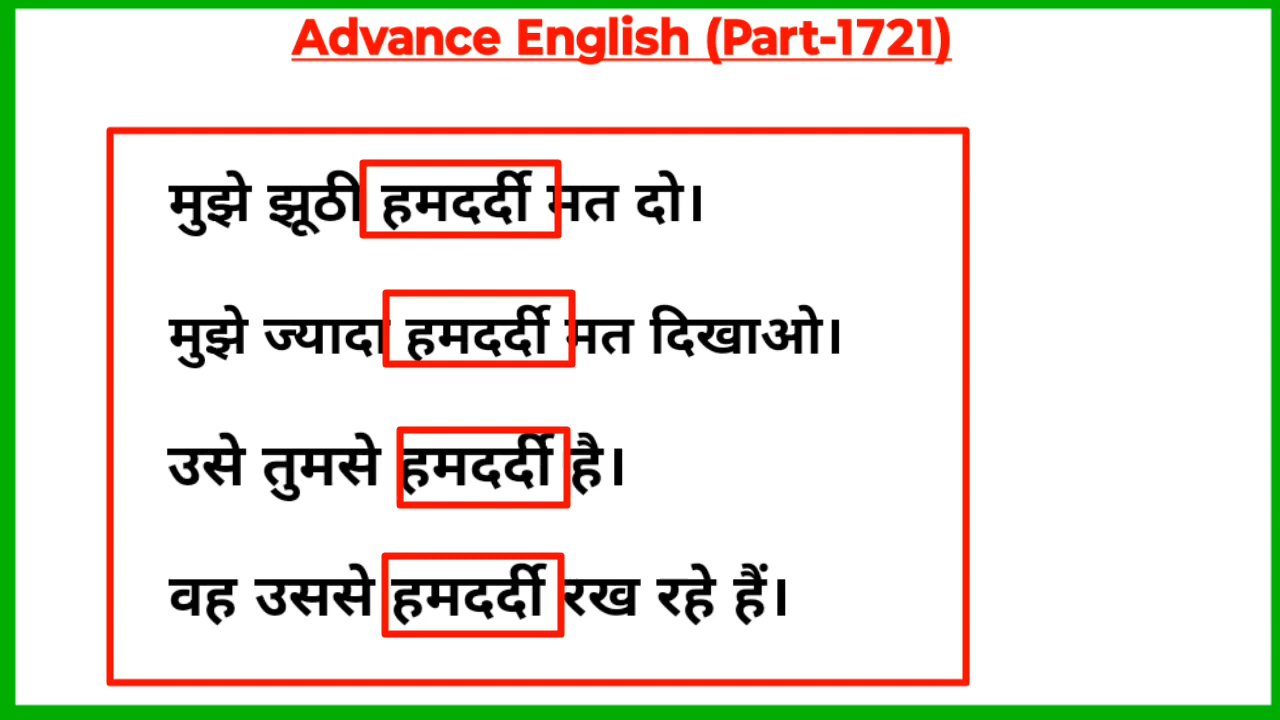 Advance English (Part-1721)
मुझे झूठी हमदर्दी मत दो।
मुझे ज्यादा हमदर्दी मत दिखाओ।
उसे तुमसे हमदर्दी है।
वह उससे हमदर्दी रख रहे हैं।